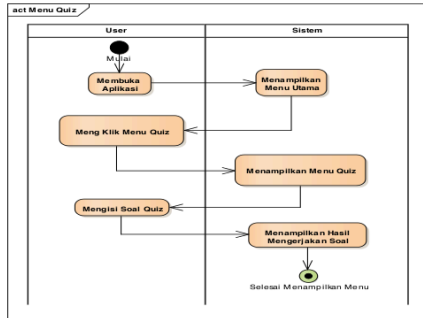 act Menu Quiz
User
Sistem
Mulai
Membuka
Aplikasi
Menampilkan
Menu Utama
Meng Klik Menu Quiz
Menampilkan Menu Quiz
Mengisi Soal Quiz
Menampilkan Hasil
Mengerjakan Soal
Selesai Menampilkan Menu